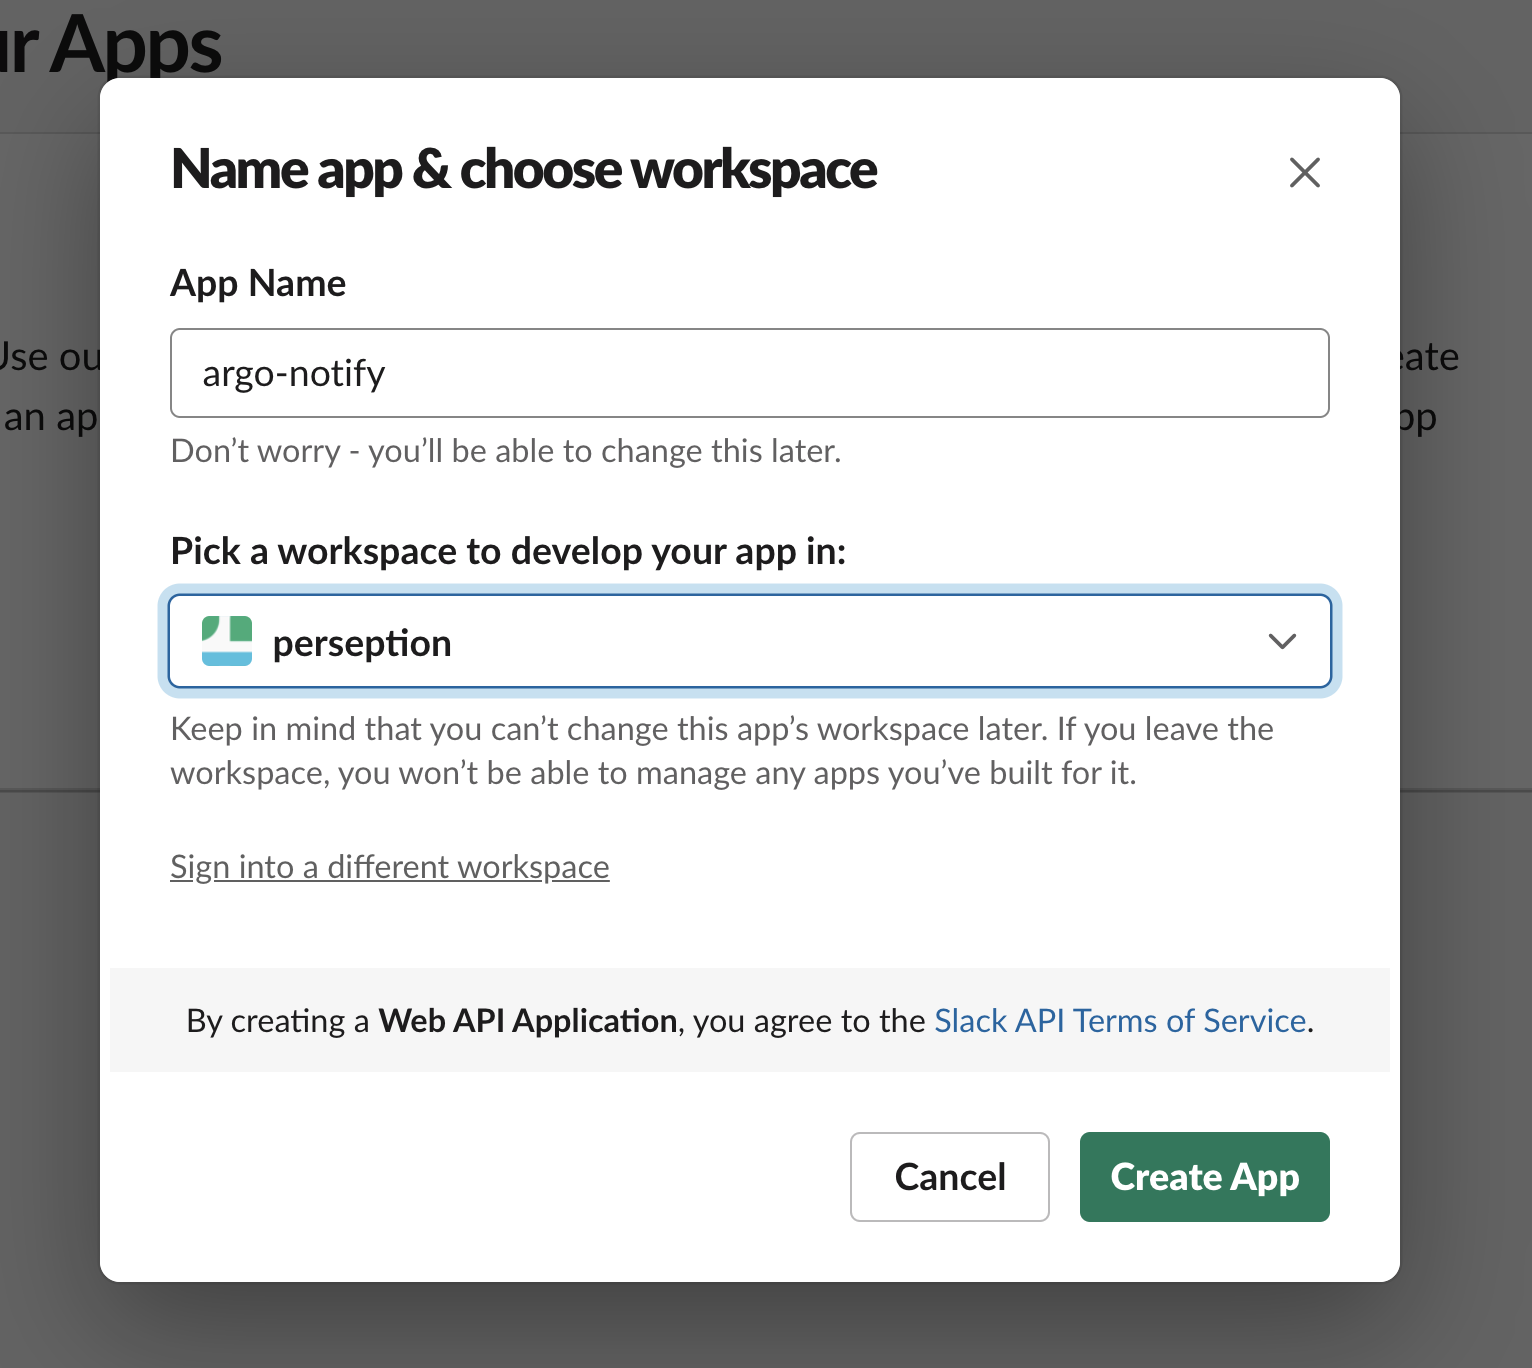 ur Apps
Name app & choose workspace
App Name
argo-notify
Don’t worry - you’ll be able to change this later.
Use ou
eate
an ap
pp
Pick a workspace to develop your app in:
perseption
Keep in mind that you can’t change this app’s workspace later. If you leave the
workspace, you won’t be able to manage any apps you’ve built for it.
Sign into a different workspace
By creating a Web API Application, you agree to the Slack API Terms of Service.
Cancel
Create App